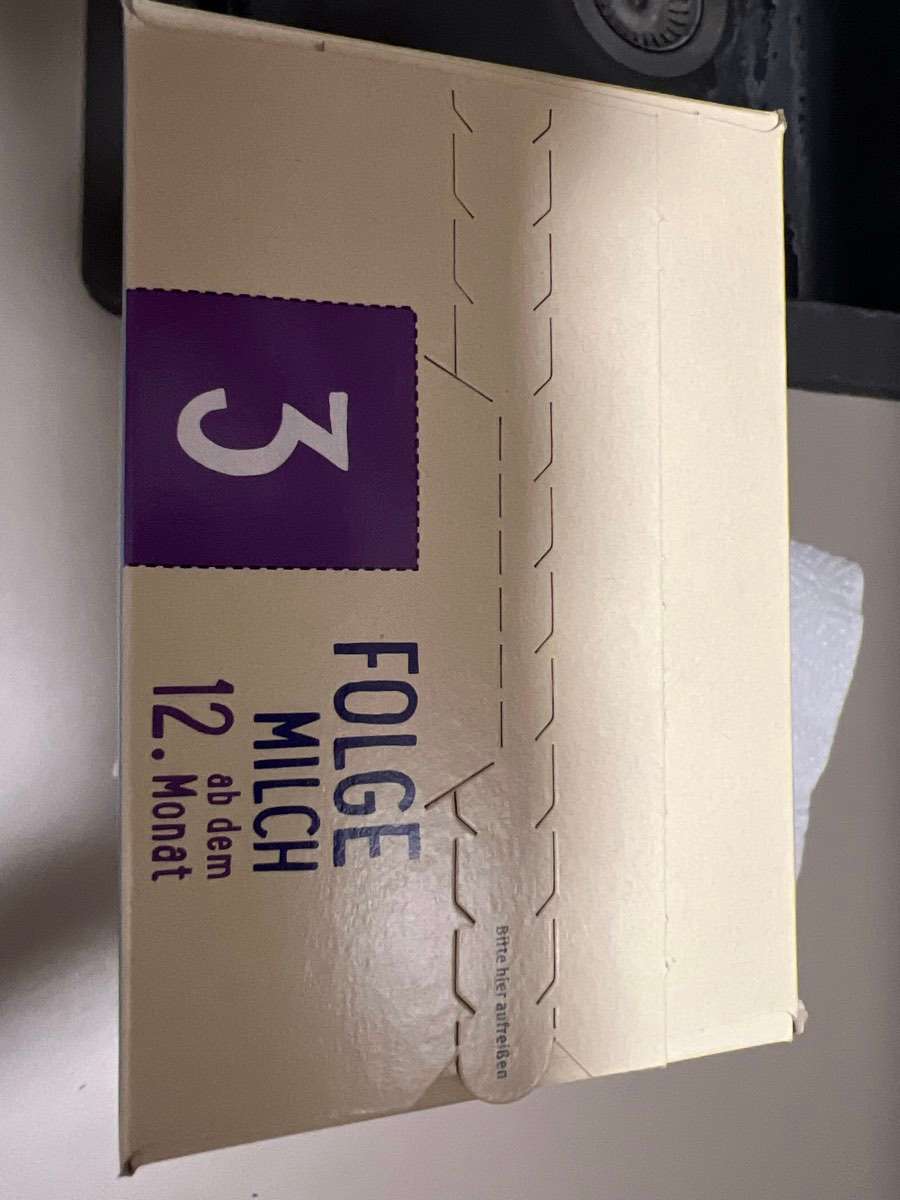 Bitte hier aufreißen
3
FOLGE
MILCH
ab dem
12. Monat